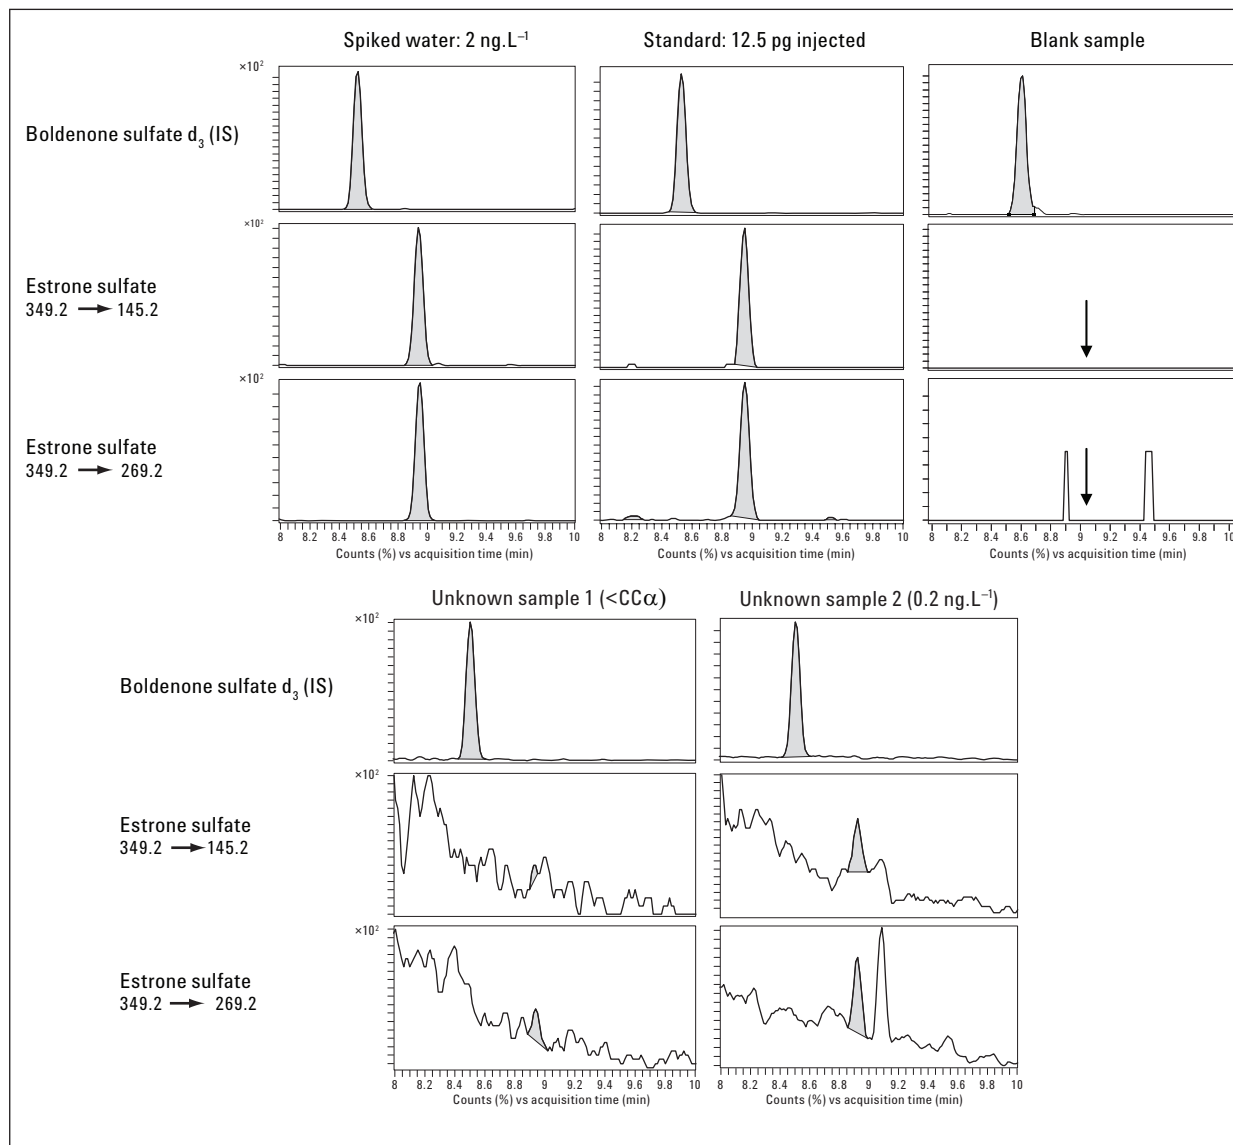 Spiked water: 2 ng.L⁻¹ Standard: 12.5 pg injected Blank sample
×10²
Boldenone sulfate d₃ (IS)
×10²
Estrone sulfate
349.2 → 145.2
×10²
Estrone sulfate
349.2 → 269.2
8 8.2 8.4 8.6 8.8 9 9.2 9.4 9.6 9.8 10 8 8.2 8.4 8.6 8.8 9 9.2 9.4 9.6 9.8 10 8 8.2 8.4 8.6 8.8 9 9.2 9.4 9.6 9.8 10
Counts (%) vs acquisition time (min) Counts (%) vs acquisition time (min) Counts (%) vs acquisition time (min)
Unknown sample 1 (<CCα) Unknown sample 2 (0.2 ng.L⁻¹)
×10²
Boldenone sulfate d₃ (IS)
×10²
Estrone sulfate
349.2 → 145.2
×10²
Estrone sulfate
349.2 → 269.2
8 8.2 8.4 8.6 8.8 9 9.2 9.4 9.6 9.8 10 8 8.2 8.4 8.6 8.8 9 9.2 9.4 9.6 9.8 10
Counts (%) vs acquisition time (min) Counts (%) vs acquisition time (min)